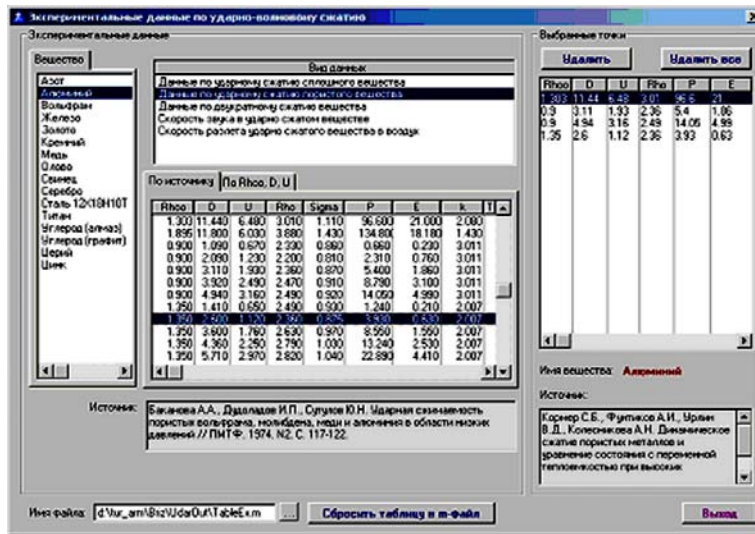 Экспериментальные данные по ударно-волновому сжатию
Экспериментальные данные
Вещество
Азот
Алюминий
Вольфрам
Железо
Золото
Кремний
Медь
Олово
Свинец
Серебро
Сталь 12Х18Н10Т
Титан
Углерод (алмаз)
Углерод (графит)
Церий
Цинк
Вид данных
Данные по ударному сжатию сплошного вещества
Данные по ударному сжатию пористого вещества
Данные по двукратному сжатию вещества
Скорость звука в ударно сжатом веществе
Скорость разлета ударно сжатого вещества в воздух
По источнику По Rhoo, D, U
Rhoo D U Rho Sigma P E k T
1.303 11.440 6.480 3.010 1.110 96.600 21.000 2.080
1.895 11.800 6.030 3.880 1.430 134.800 18.180 1.430
0.900 1.090 0.670 2.330 0.860 0.660 0.230 3.011
0.900 2.090 1.230 2.200 0.810 2.310 0.760 3.011
0.900 3.110 1.930 2.360 0.870 5.400 1.860 3.011
0.900 3.920 2.490 2.470 0.910 8.790 3.100 3.011
0.900 4.940 3.160 2.490 0.920 14.050 4.990 3.011
1.350 1.410 0.650 2.490 0.930 1.240 0.210 2.007
1.350 2.600 1.120 2.360 0.875 3.930 0.630 2.007
1.350 3.600 1.760 2.630 0.970 8.550 1.550 2.007
1.350 4.360 2.250 2.790 1.030 13.240 2.530 2.007
1.350 5.710 2.970 2.820 1.040 22.890 4.410 2.007
Источник:
Баканова А.А., Дудоладов И.П., Сутулов Ю.Н. Ударная сжимаемость
пористых вольфрама, молибдена, меди и алюминия в области низких
давлений // ПМТФ. 1974, N2, С. 117-122.
Имя файла: ... Сбросить таблицу в m-файл
Выбранные точки
Удалить Удалить все
Rhoo D U Rho P E
1.303 11.44 6.48 3.01 96.6 21
0.9 3.11 1.93 2.36 5.4 1.86
0.9 4.94 3.16 2.49 14.05 4.99
1.35 2.6 1.12 2.36 3.93 0.63
Имя вещества: Алюминий
Источник:
Кормер С.Б., Фунтиков А.И., Урлин
В.Д., Колесникова А.Н. Динамическое
сжатие пористых металлов и
уравнение состояния с переменной
теплоемкостью при высоких
Выход